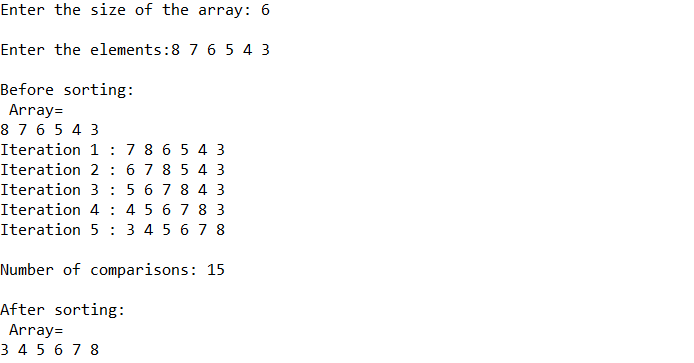 Enter the size of the array: 6
Enter the elements:8 7 6 5 4 3
Before sorting:
Array=
8 7 6 5 4 3
Iteration 1 : 7 8 6 5 4 3
Iteration 2 : 6 7 8 5 4 3
Iteration 3 : 5 6 7 8 4 3
Iteration 4 : 4 5 6 7 8 3
Iteration 5 : 3 4 5 6 7 8
Number of comparisons: 15
After sorting:
Array=
3 4 5 6 7 8